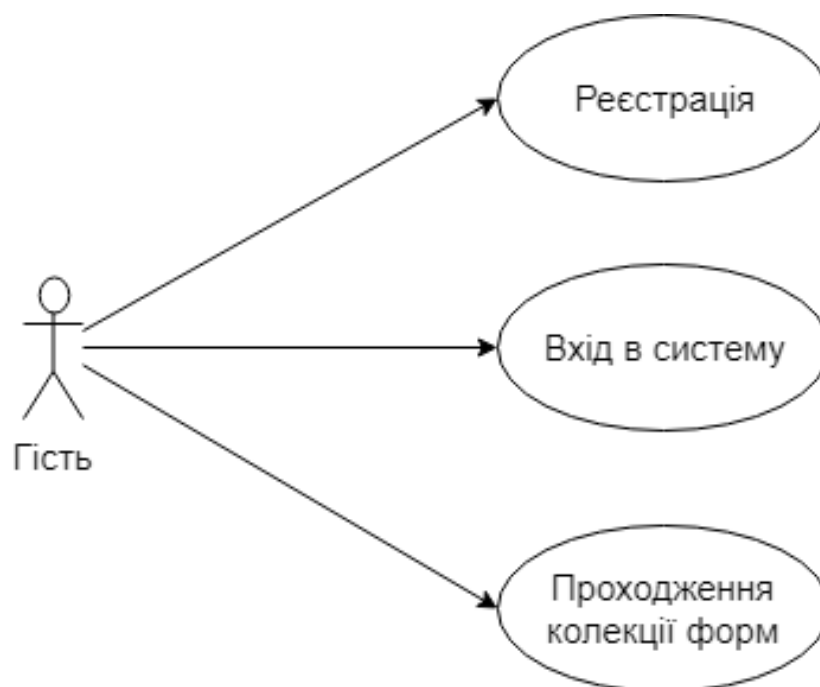 Реєстрація
Вхід в систему
Гість
Проходження
колекції форм